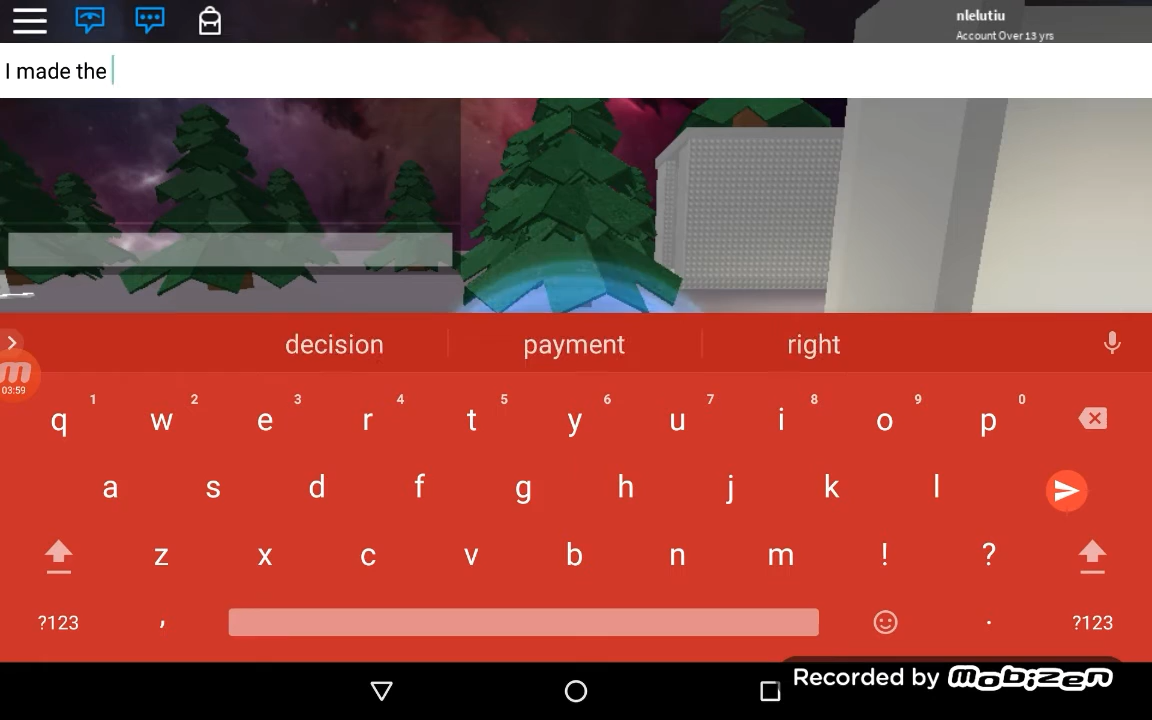 nlelutiu
Account Over 13 yrs
I made the
decision payment right
m
03:59
1 2 3 4 5 6 7 8 9 0
q w e r t y u i o p
a s d f g h j k l
z x c v b n m ! ?
?123 , . ?123
Recorded by mobizen